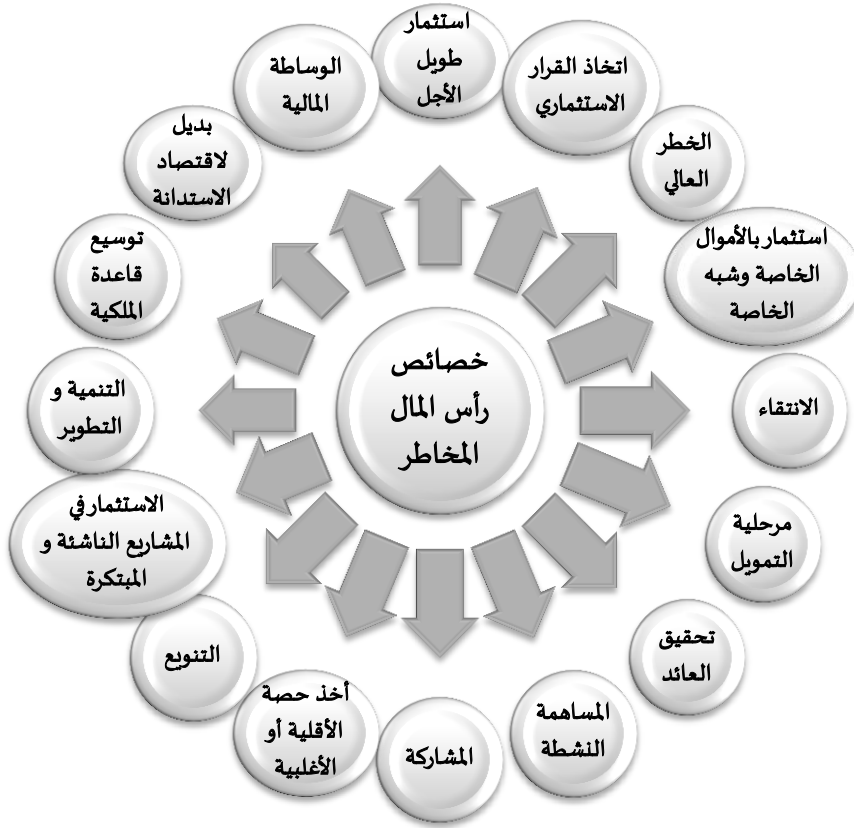 خصائص
رأس المال
المخاطر
استثمار
طويل
الأجل
اتخاذ القرار
الاستثماري
الخطر
العالي
استثمار بالأموال
الخاصة وشبه
الخاصة
الانتقاء
مرحلية
التمويل
تحقيق
العائد
المساهمة
النشطة
المشاركة
أخذ حصة
الأقلية أو
الأغلبية
التنويع
الاستثمار في
المشاريع الناشئة و
المبتكرة
التنمية و
التطوير
توسيع
قاعدة
الملكية
بديل
لاقتصاد
الاستدانة
الوساطة
المالية